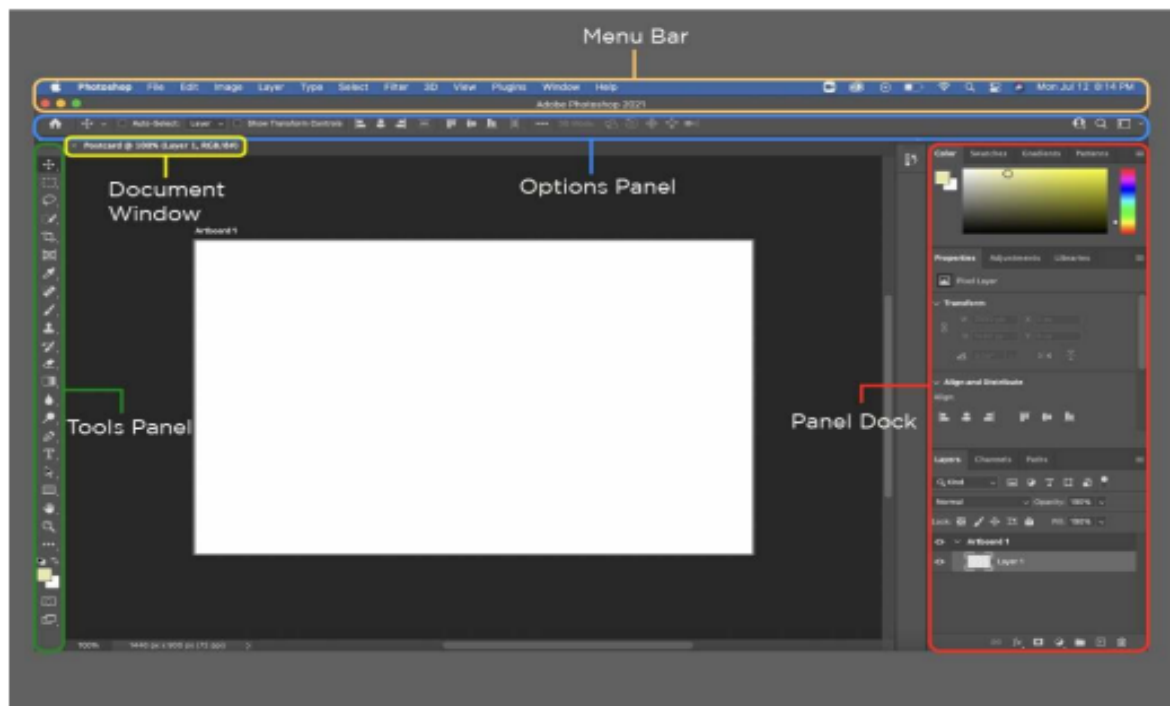 Menu Bar
Photoshop File Edit Image Layer Type Select Filter 3D View Plugins Window Help Mon Jul 12 8:14 PM
Adobe Photoshop 2021
Auto-Select: Layer Show Transform Controls
Postcard @ 100% (Layer 1, RGB/8#)
Document
Window
Options Panel
Color Swatches Gradients Patterns
Artboard 1
Properties Adjustments Libraries
Pixel Layer
Transform
Align and Distribute
Align:
Tools Panel
Panel Dock
Layers Channels Paths
Kind
Normal Opacity: 100%
Lock: Fill: 100%
Artboard 1
Layer 1
100%